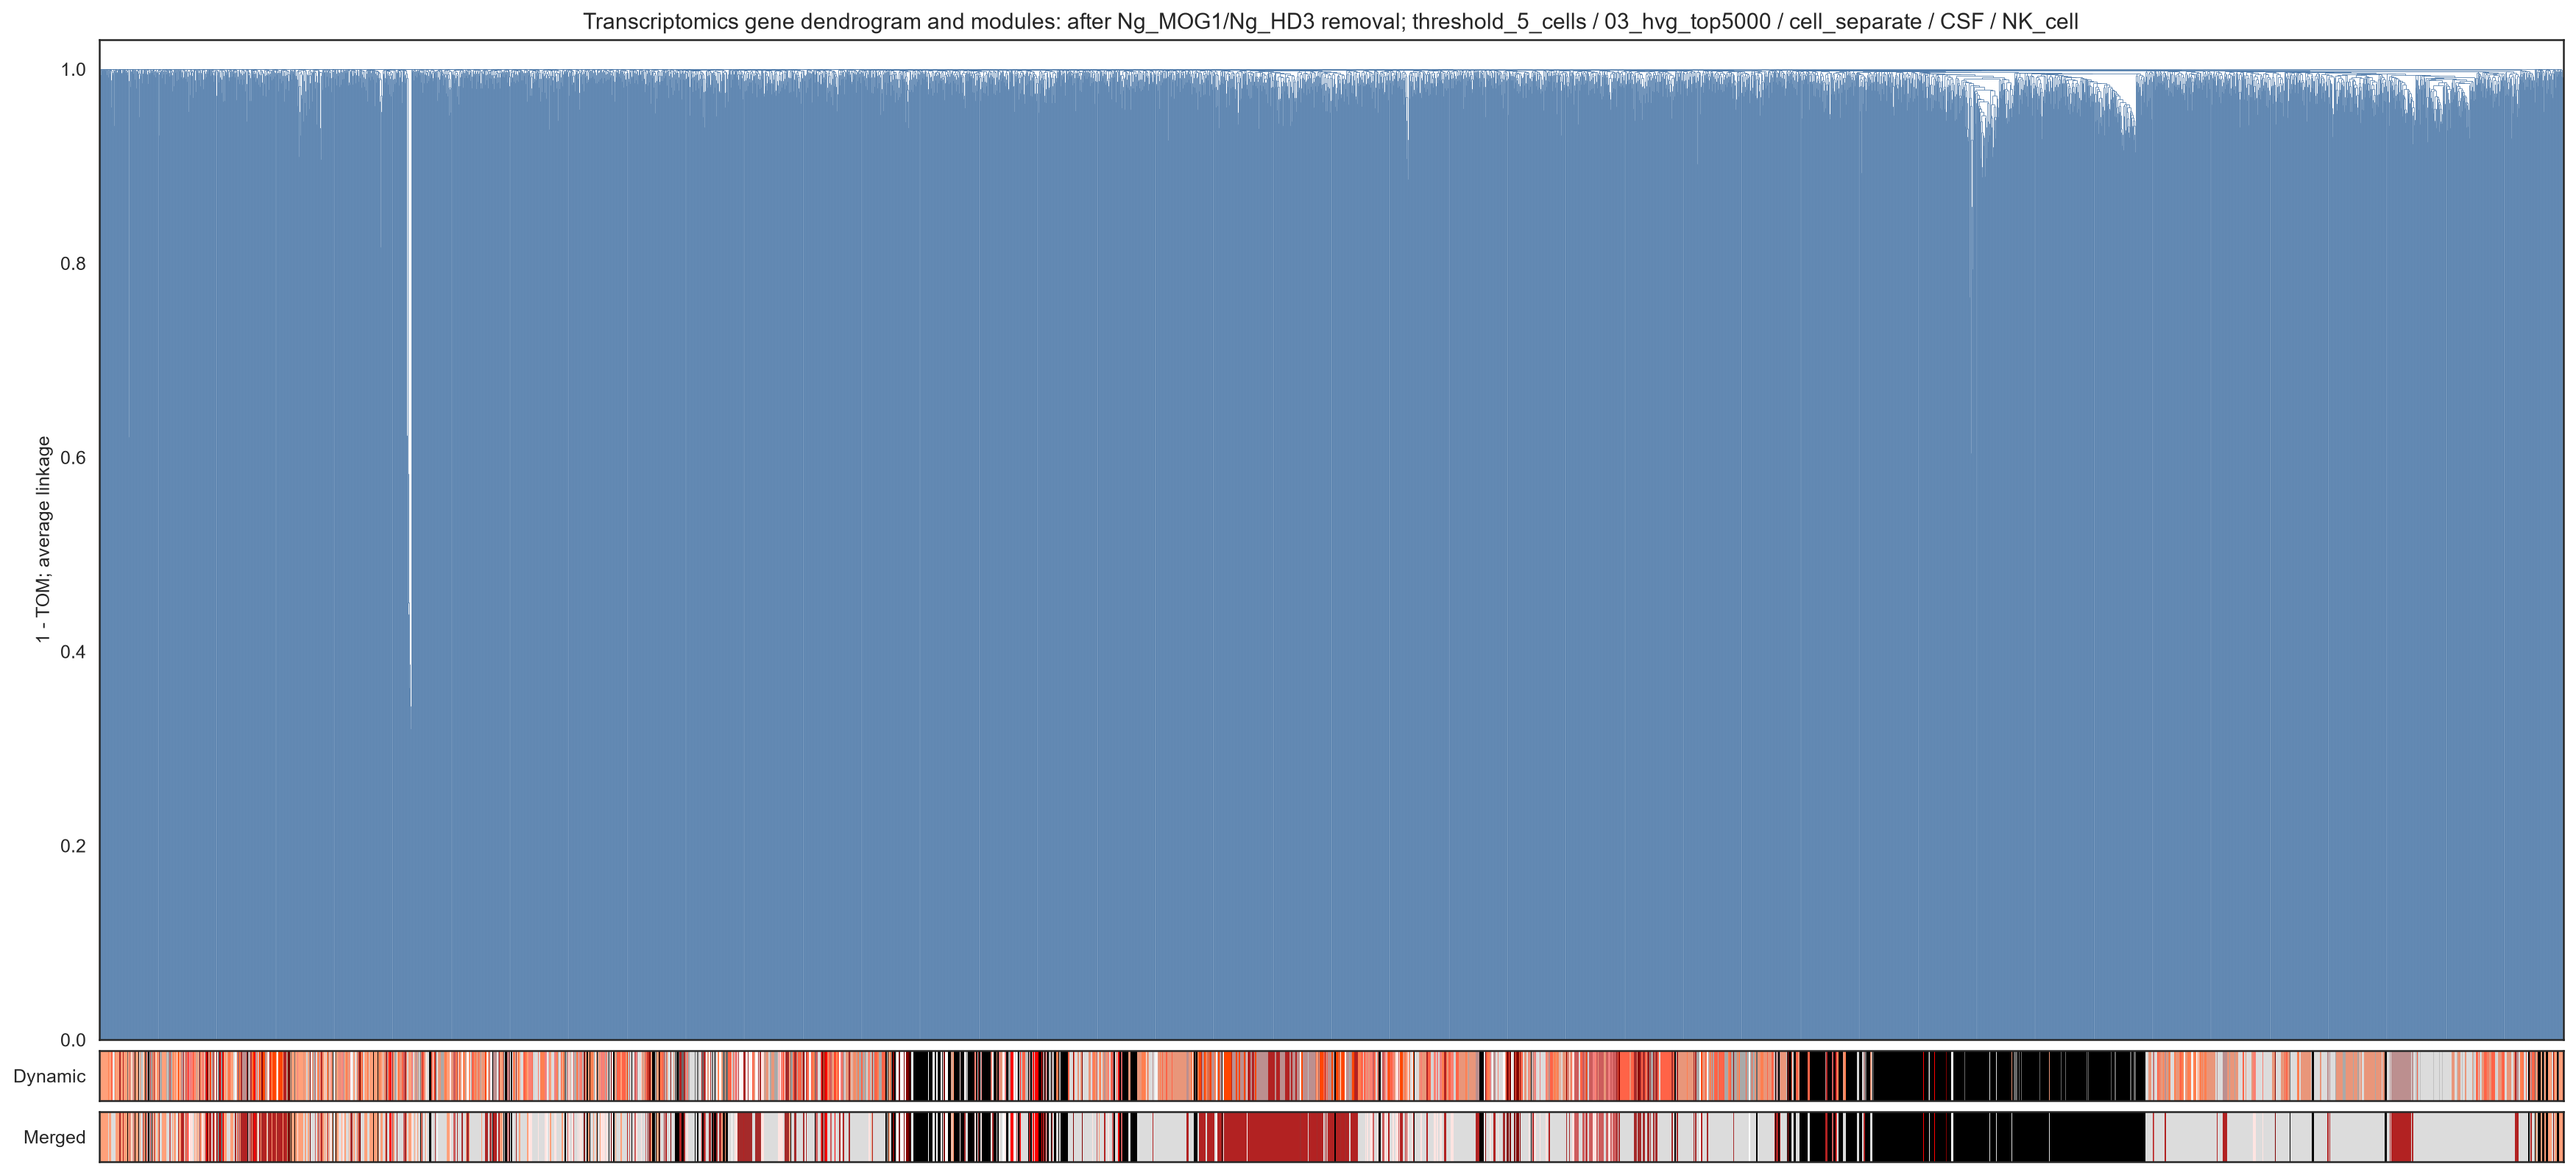 Transcriptomics gene dendrogram and modules: after Ng_MOG1/Ng_HD3 removal; threshold_5_cells / 03_hvg_top5000 / cell_separate / CSF / NK_cell
1.0
0.8
0.6
0.4
0.2
0.0
1 - TOM; average linkage
Dynamic
Merged